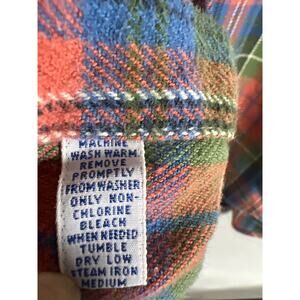 MACHINE
WASH WARM
REMOVE
PROMPTLY
FROM WASHER
ONLY NON-
CHLORINE
BLEACH
WHEN NEEDED
TUMBLE
DRY LOW
STEAM IRON
MEDIUM